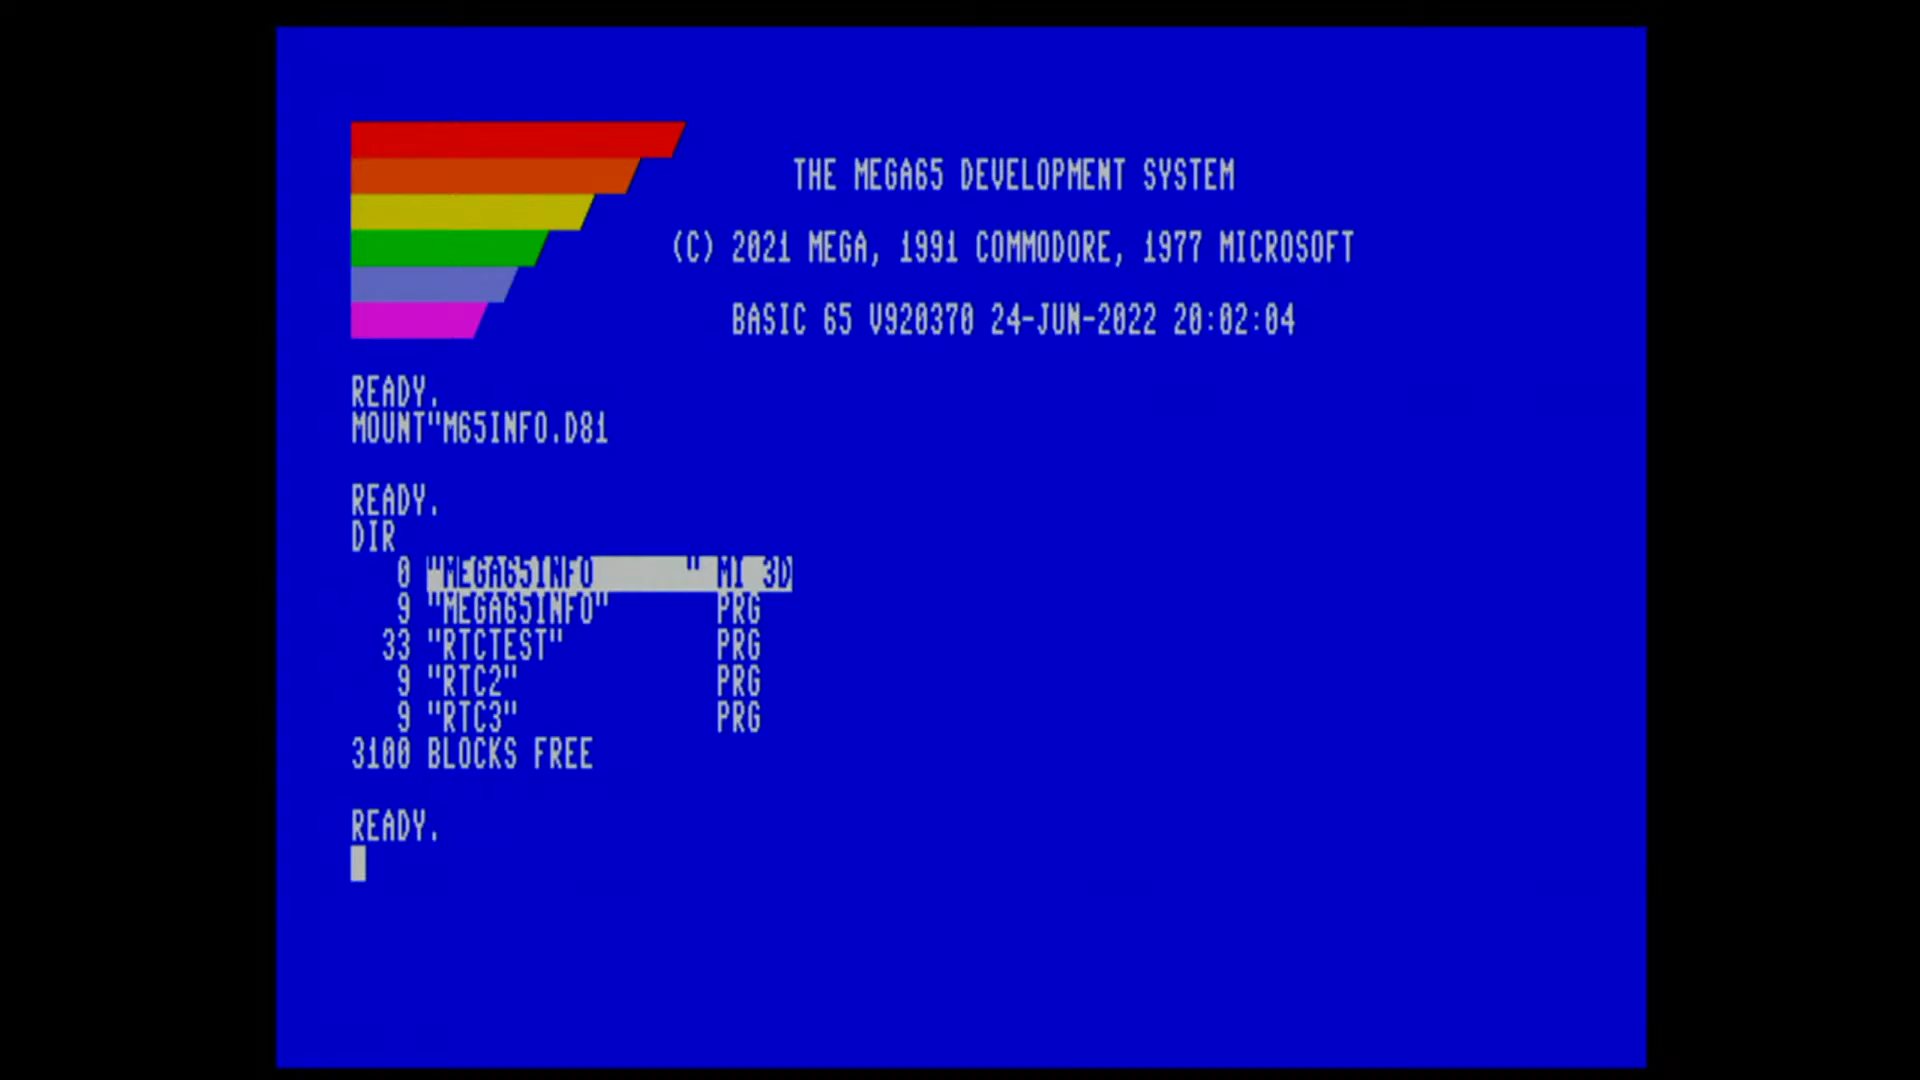 THE MEGA65 DEVELOPMENT SYSTEM
(C) 2021 MEGA, 1991 COMMODORE, 1977 MICROSOFT
BASIC 65 V920370 24-JUN-2022 20:02:04
READY.
MOUNT"M65INFO.D81
READY.
DIR
0 "MEGA65INFO      " MI 3D
9 "MEGA65INFO"       PRG
33 "RTCTEST"          PRG
9 "RTC2"             PRG
9 "RTC3"             PRG
3100 BLOCKS FREE
READY.